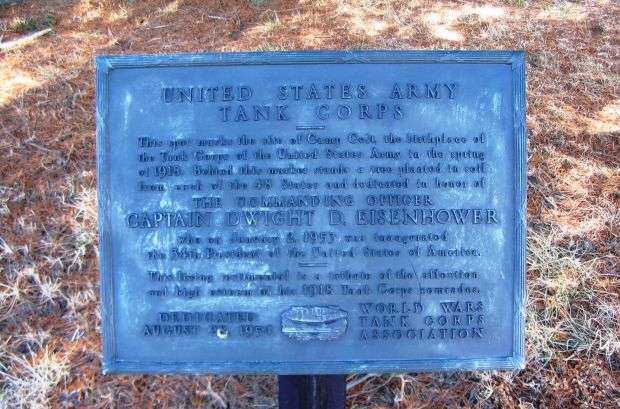 UNITED STATES ARMY
TANK CORPS
This spot marks the site of Camp Colt, the birthplace of
the Tank Corps of the United States Army in the spring
of 1918. Behind this marker stands a tree planted in soil
from each of the 48 States and dedicated in honor of
THE COMMANDING OFFICER
CAPTAIN DWIGHT D. EISENHOWER
who on January 2, 1953 was inaugurated
the 34th President of the United States of America.
This living testimonial is a tribute of the affection
and high esteem of his 1918 Tank Corps comrades.
DEDICATED
AUGUST 1954
WORLD WARS
TANK CORPS
ASSOCIATION